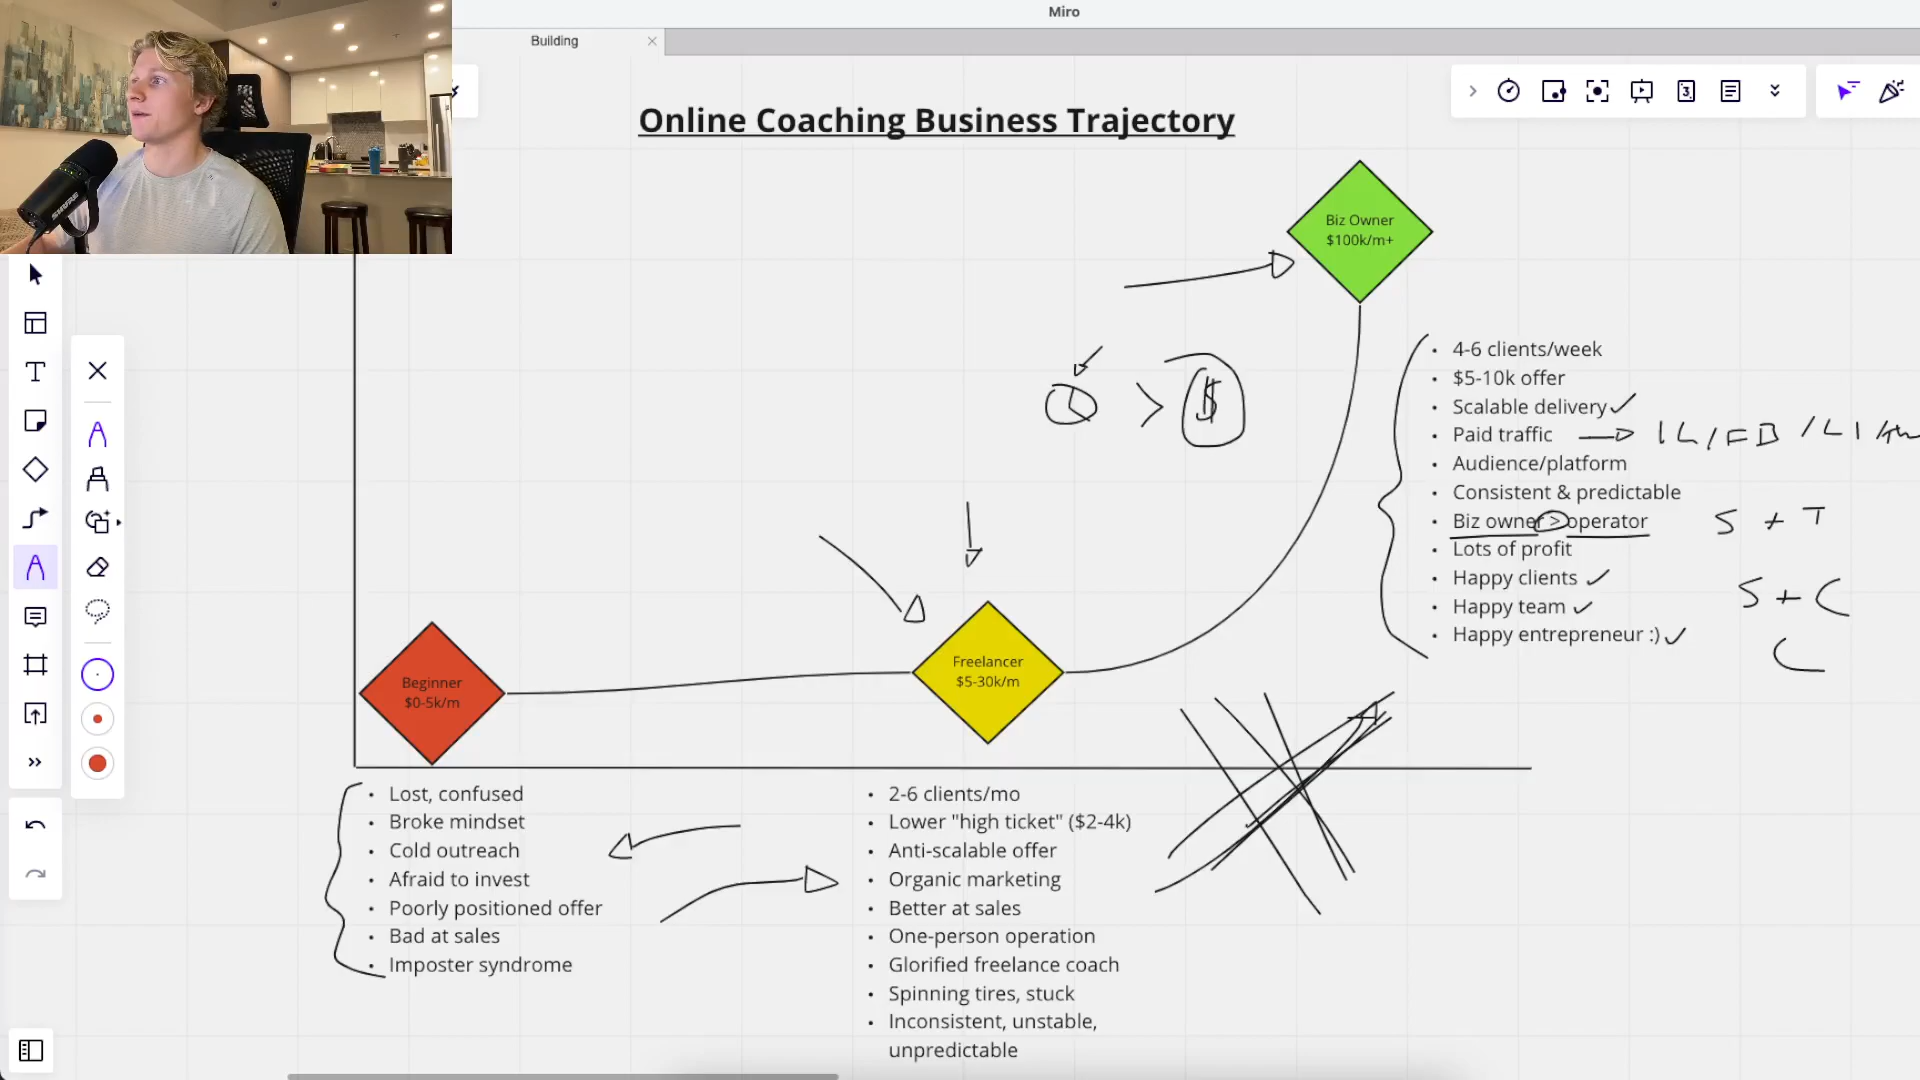 Miro
Building
Online Coaching Business Trajectory
SHURE
3
Biz Owner
$100k/m+
Freelancer
$5-30k/m
Beginner
$0-5k/m
> $
• 4-6 clients/week
• $5-10k offer
• Scalable delivery
• Paid traffic
• Audience/platform
• Consistent & predictable
• Biz owner > operator
• Lots of profit
• Happy clients
• Happy team
• Happy entrepreneur :)
S + T
S + C
C
• Lost, confused
• Broke mindset
• Cold outreach
• Afraid to invest
• Poorly positioned offer
• Bad at sales
• Imposter syndrome
• 2-6 clients/mo
• Lower "high ticket" ($2-4k)
• Anti-scalable offer
• Organic marketing
• Better at sales
• One-person operation
• Glorified freelance coach
• Spinning tires, stuck
• Inconsistent, unstable,
unpredictable